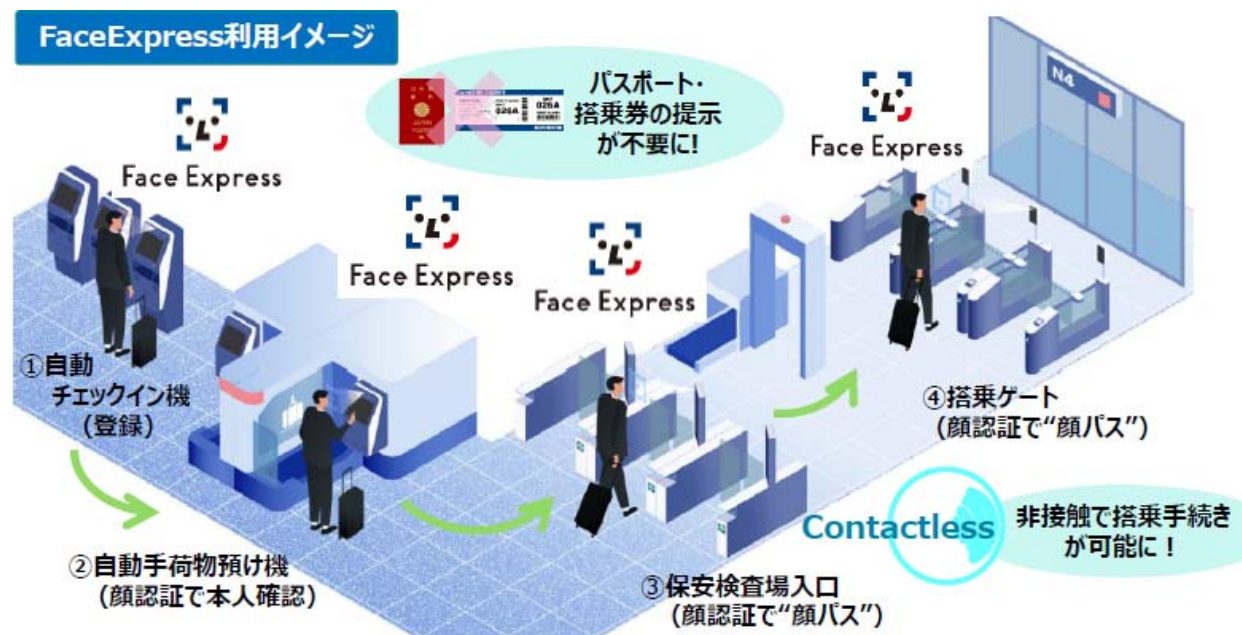 FaceExpress利用イメージ
パスポート・
搭乗券の提示
が不要に!
026A
026A
N4
Face Express
Face Express
Face Express
Face Express
①自動
チェックイン機
(登録)
②自動手荷物預け機
(顔認証で本人確認)
③保安検査場入口
(顔認証で“顔パス”)
④搭乗ゲート
(顔認証で“顔パス”)
Contactless
非接触で搭乗手続き
が可能に！